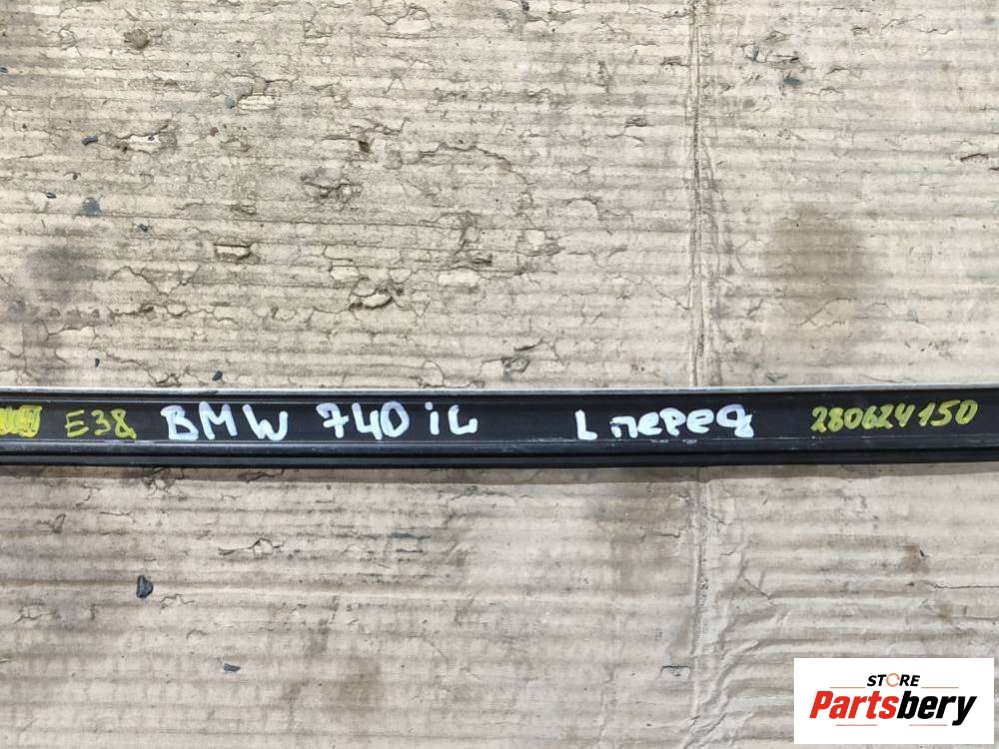 E38 BMW 740iL L перед 280624150
STORE
Partsbery